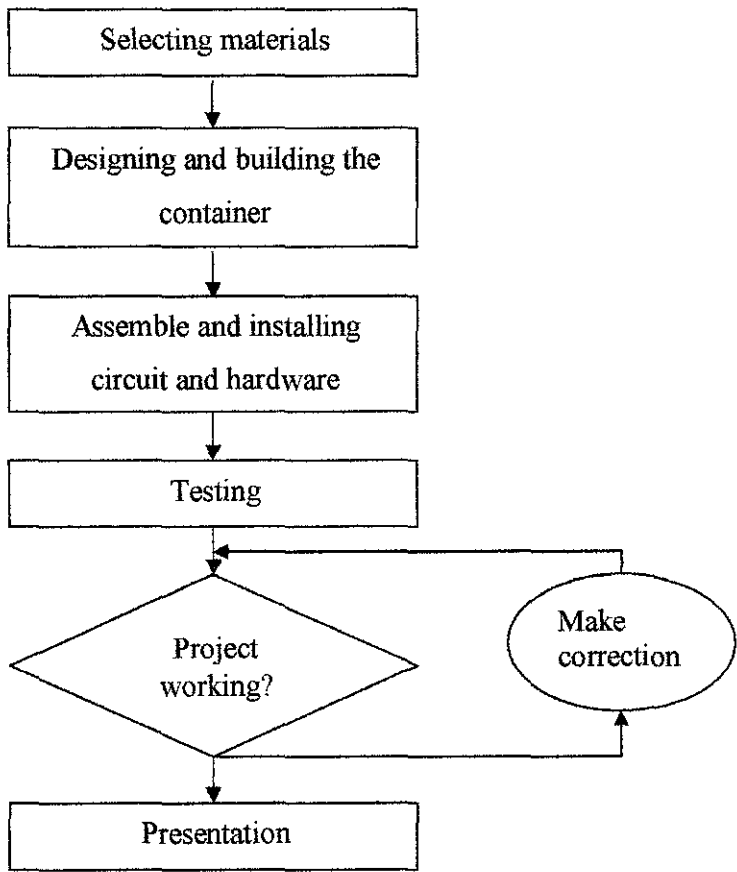 Selecting materials
Designing and building the
container
Assemble and installing
circuit and hardware
Testing
Project
working?
Make
correction
Presentation